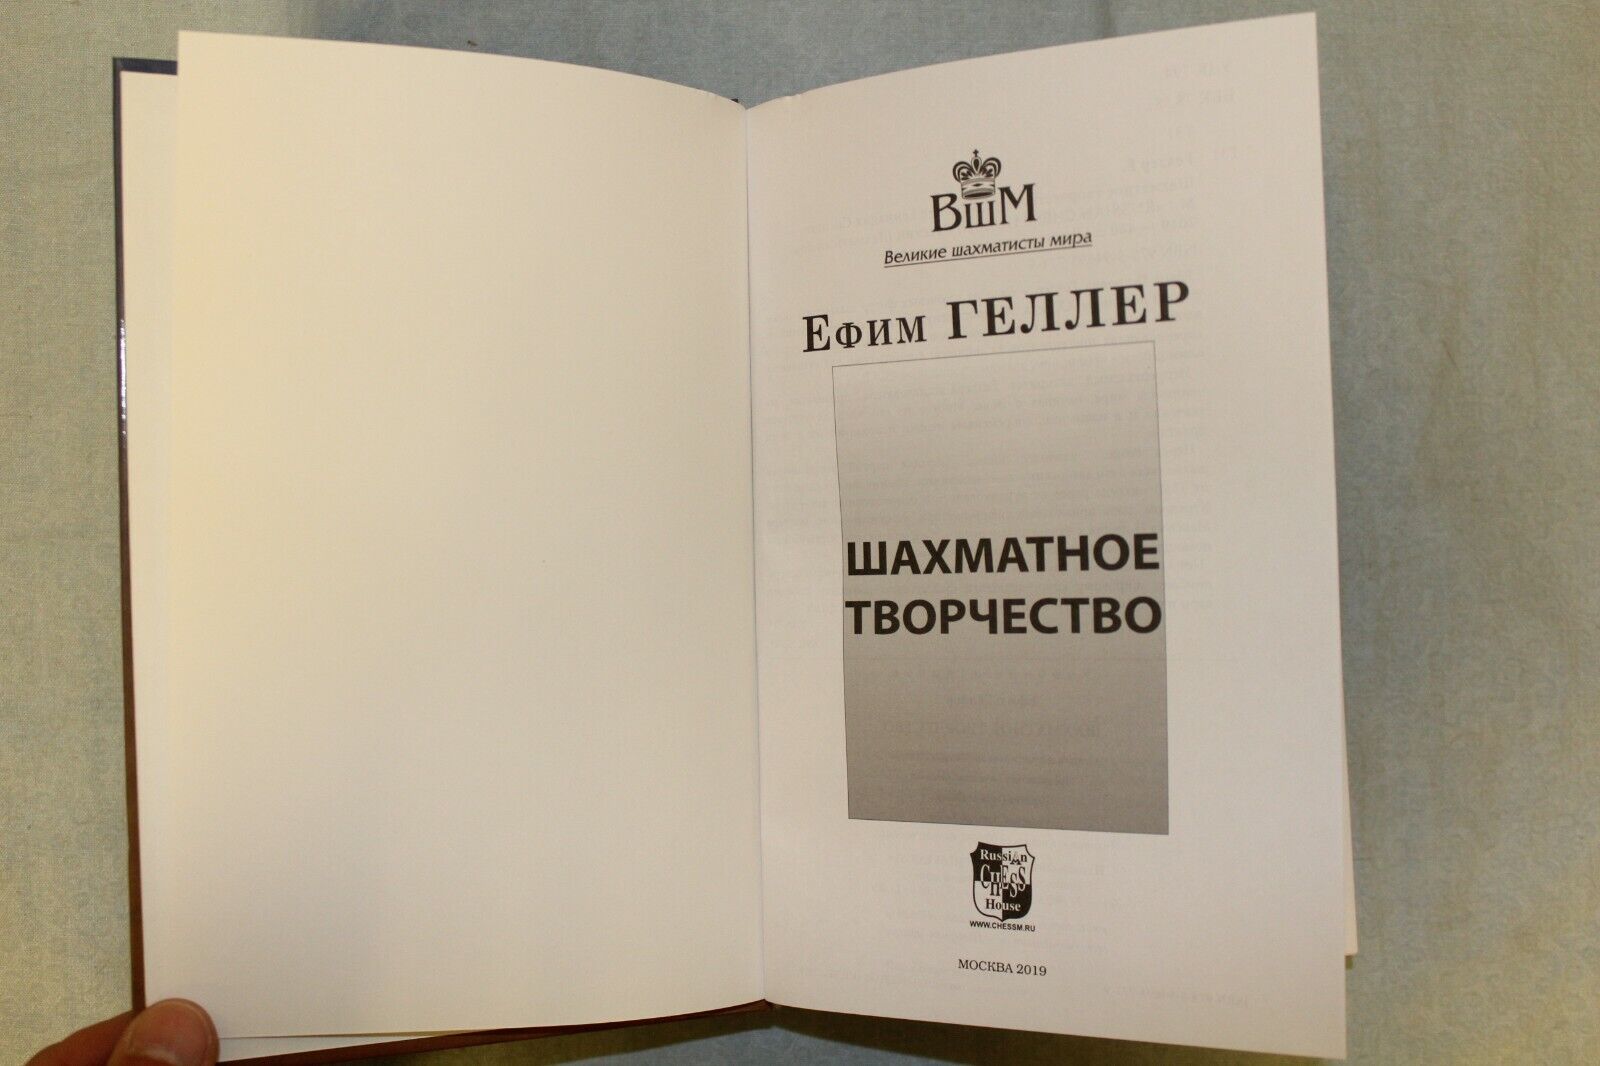 ВШМ
Великие шахматисты мира
Ефим ГЕЛЛЕР
ШАХМАТНОЕ
ТВОРЧЕСТВО
Russian
CHESS
House
WWW.CHESSM.RU
МОСКВА 2019